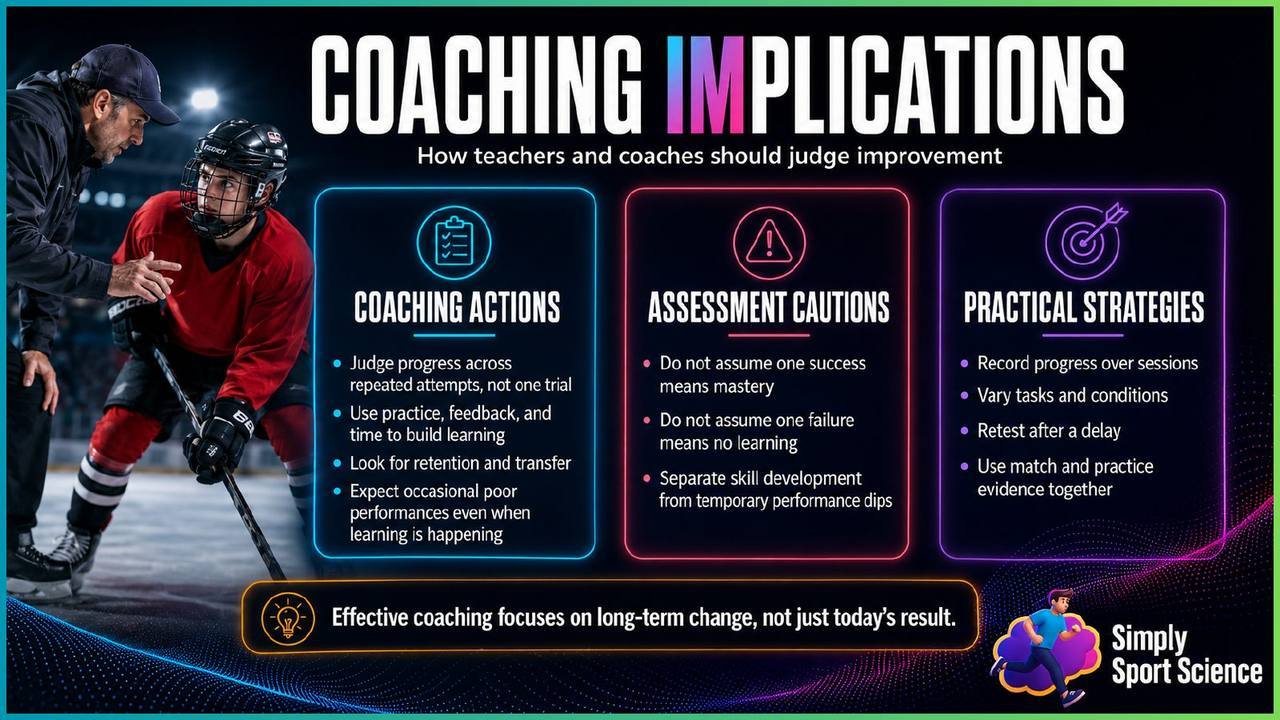 COACHING IMPLICATIONS
How teachers and coaches should judge improvement
COACHING ACTIONS
Judge progress across
repeated attempts, not one trial
Use practice, feedback, and
time to build learning
Look for retention and transfer
Expect occasional poor
performances even when
learning is happening
ASSESSMENT CAUTIONS
Do not assume one success
means mastery
Do not assume one failure
means no learning
Separate skill development
from temporary performance dips
PRACTICAL STRATEGIES
Record progress over sessions
Vary tasks and conditions
Retest after a delay
Use match and practice
evidence together
Effective coaching focuses on long-term change, not just today's result.
Simply
Sport Science